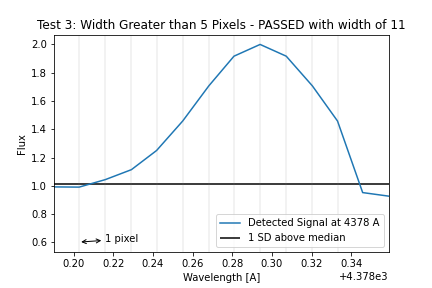 Test 3: Width Greater than 5 Pixels - PASSED with width of 11
2.0
1.8
1.6
1.4
1.2
1.0
0.8
0.6
Flux
1 pixel
Detected Signal at 4378 A
1 SD above median
0.20 0.22 0.24 0.26 0.28 0.30 0.32 0.34
Wavelength [A]
+4.378e3